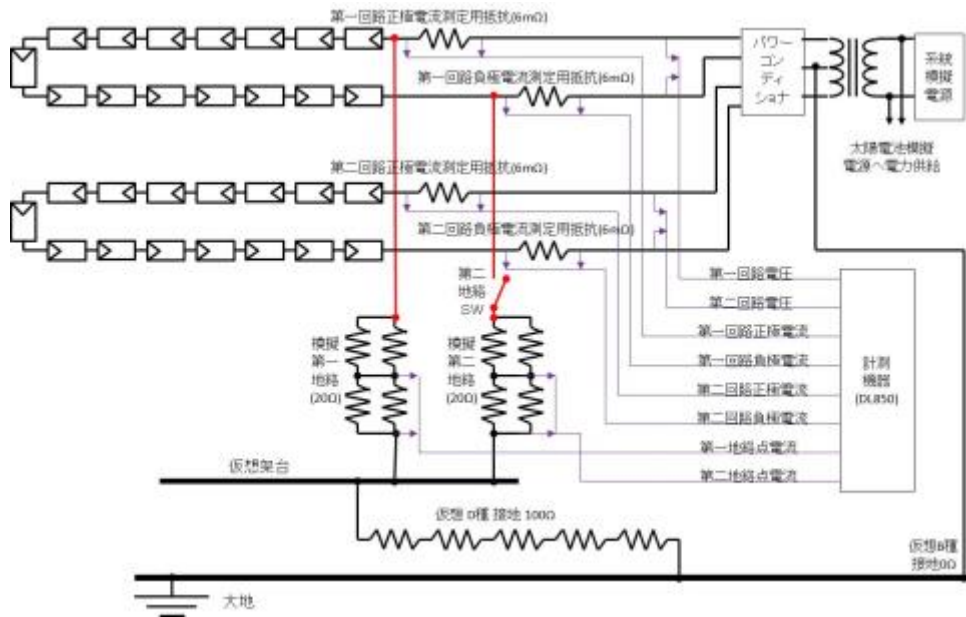 第一回路正極電流測定用抵抗(6mΩ)
第一回路負極電流測定用抵抗(6mΩ)
パワー
コン
ディ
ショナ
系統
模擬
電源
太陽電池模擬
電源へ電力供給
第二回路正極電流測定用抵抗(6mΩ)
第二回路負極電流測定用抵抗(6mΩ)
第二
地絡
SW
模擬
第一
地絡
(20Ω)
模擬
第二
地絡
(20Ω)
第一回路電圧
第二回路電圧
第一回路正極電流
第一回路負極電流
第二回路正極電流
第二回路負極電流
第一地絡点電流
第二地絡点電流
計測
機器
(DL850)
仮想架台
仮想 D種 接地 100Ω
仮想B種
接地0Ω
大地